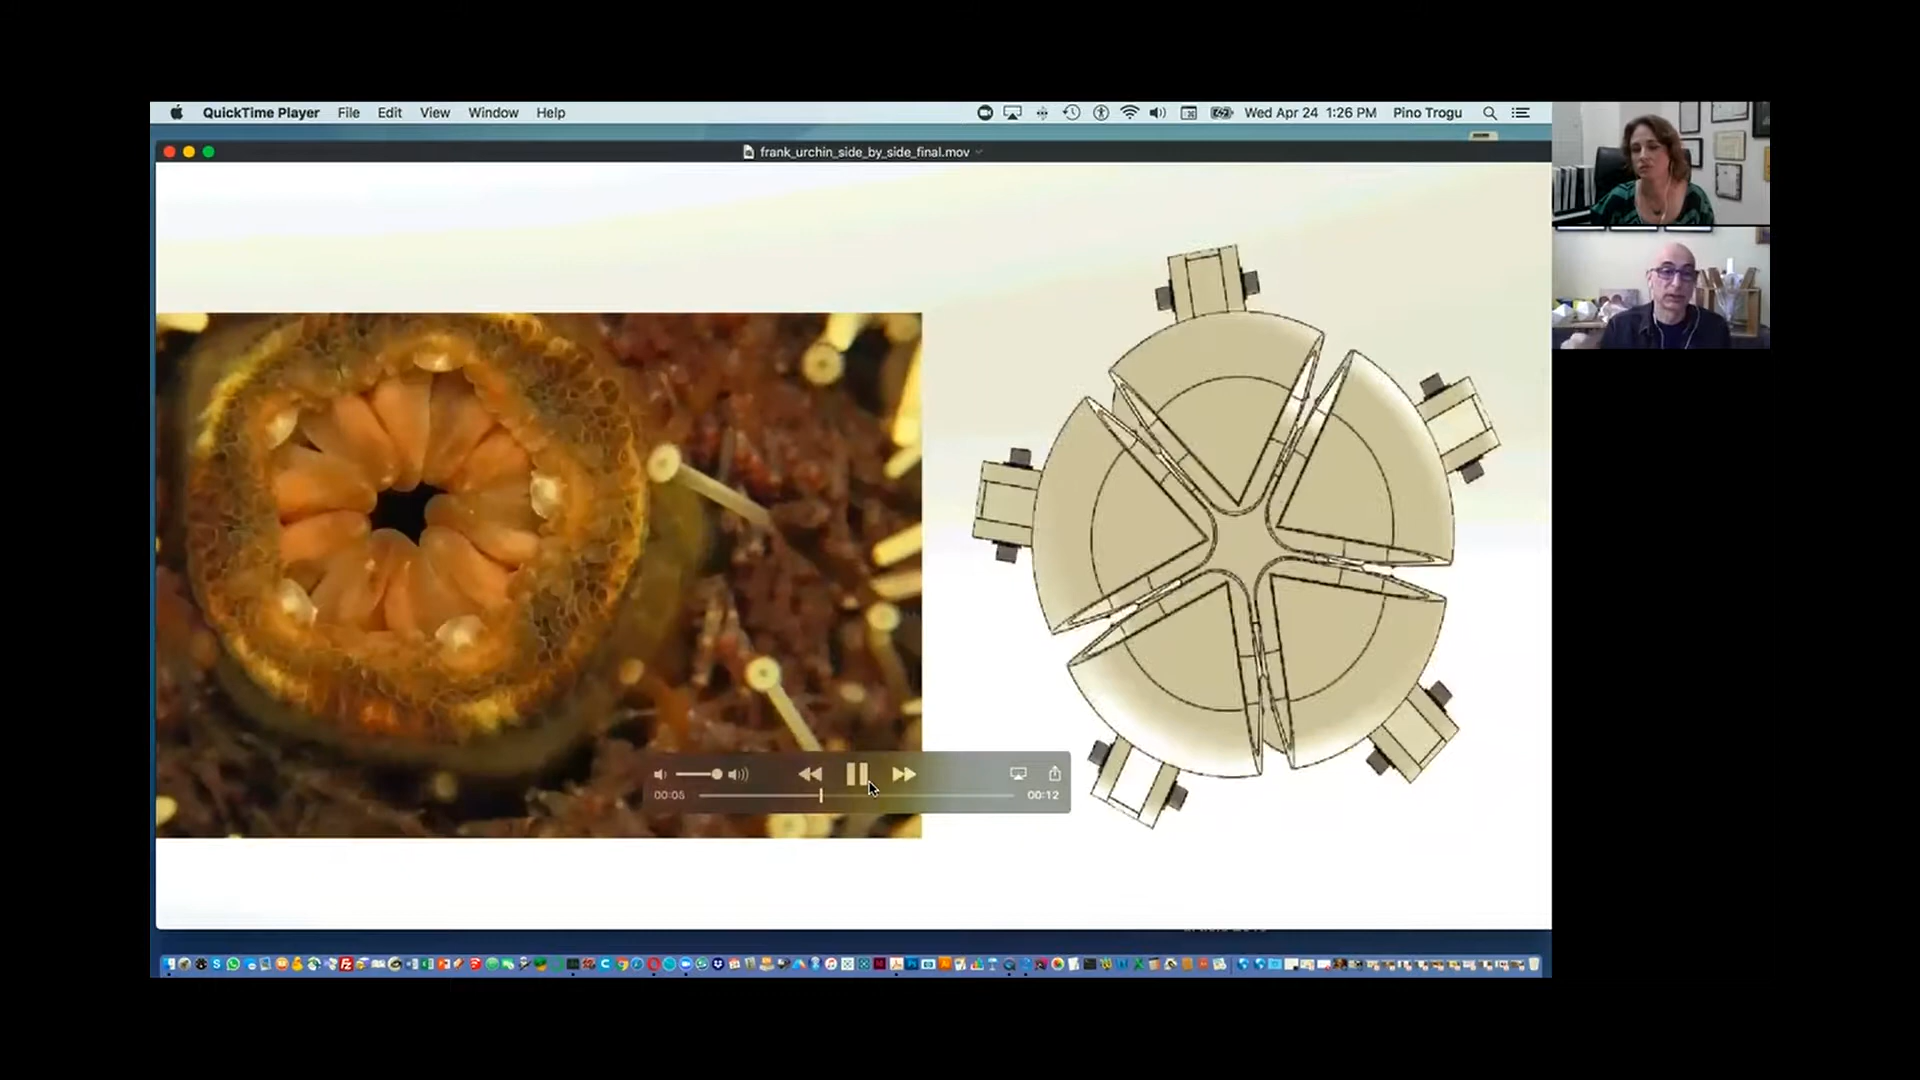 QuickTime Player File Edit View Window Help Wed Apr 24 1:26 PM Pino Trogu
frank_urchin_side_by_side_final.mov
00:05 00:12